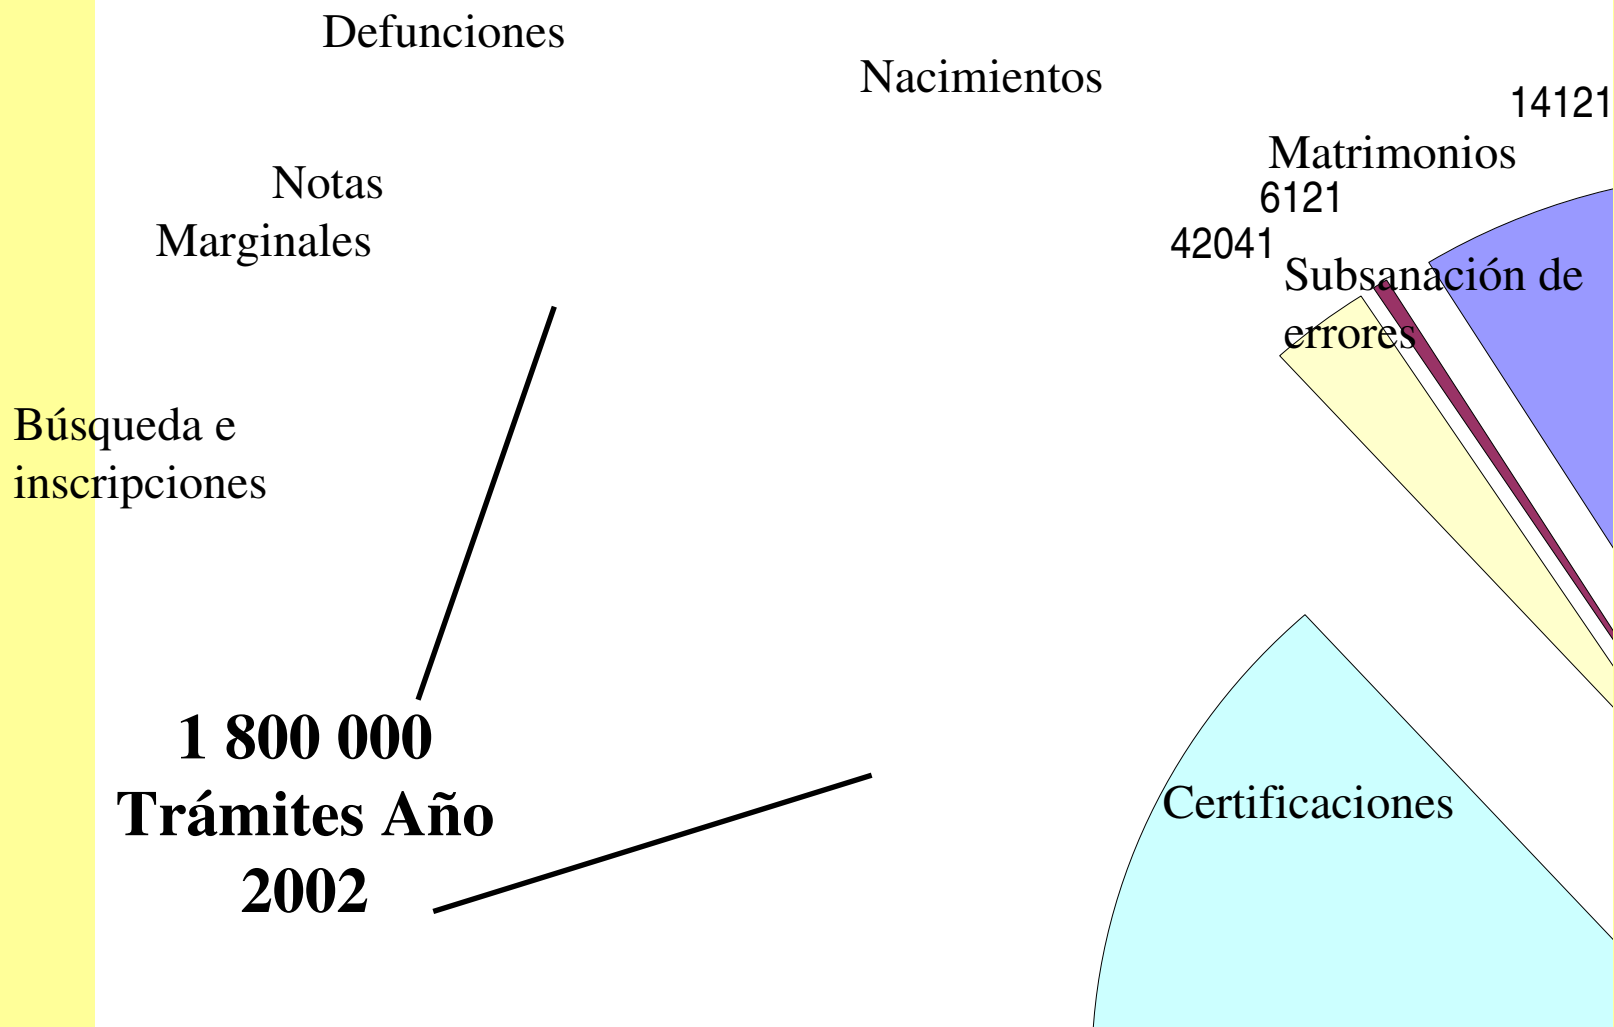 Defunciones
Nacimientos
14121
Matrimonios
Notas
Marginales
6121
42041
Subsanación de
errores
Búsqueda e
inscripciones
1 800 000
Trámites Año
2002
Certificaciones